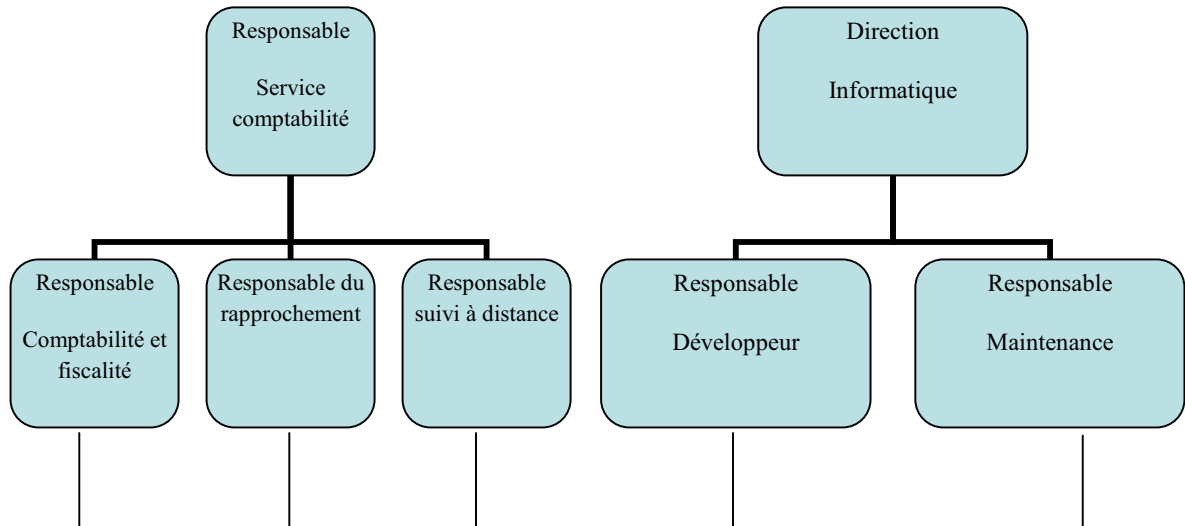 Responsable
Service
comptabilité
Direction
Informatique
Responsable
Comptabilité et
fiscalité
Responsable du
rapprochement
Responsable
suivi à distance
Responsable
Développeur
Responsable
Maintenance